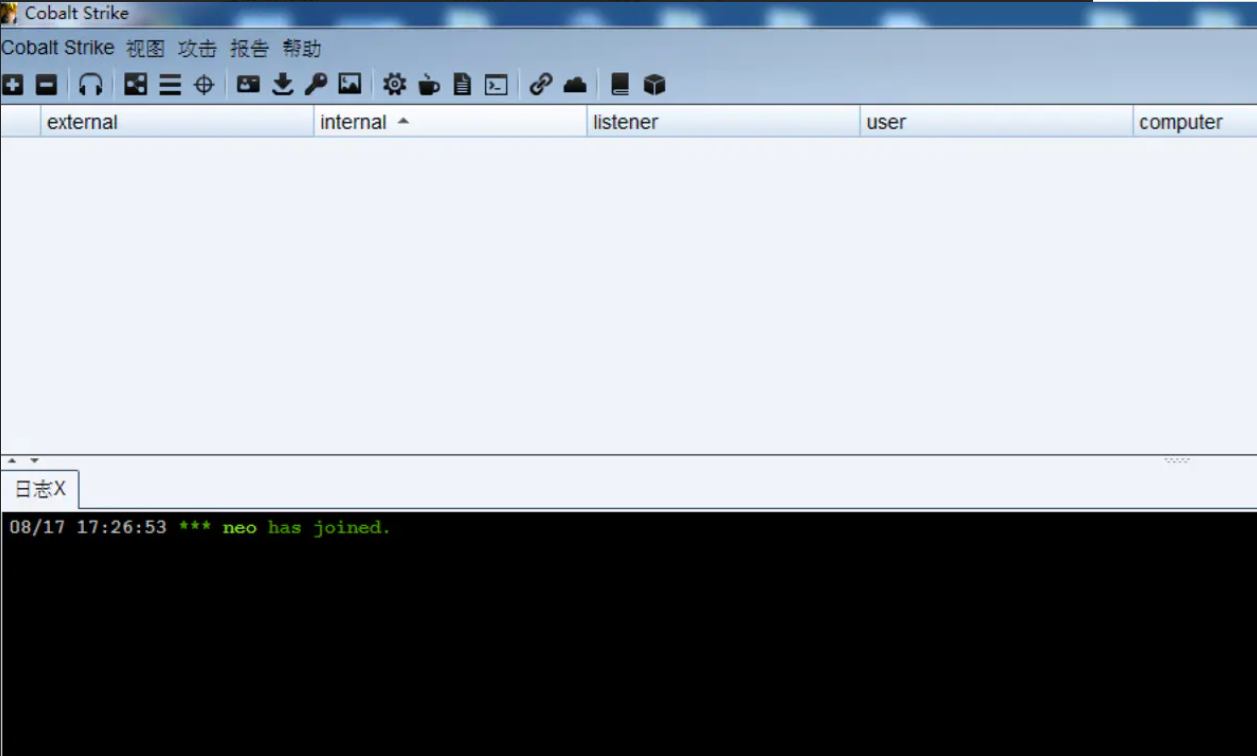 Cobalt Strike
Cobalt Strike 视图 攻击 报告 帮助
external internal listener user computer
日志X
08/17 17:26:53 *** neo has joined.